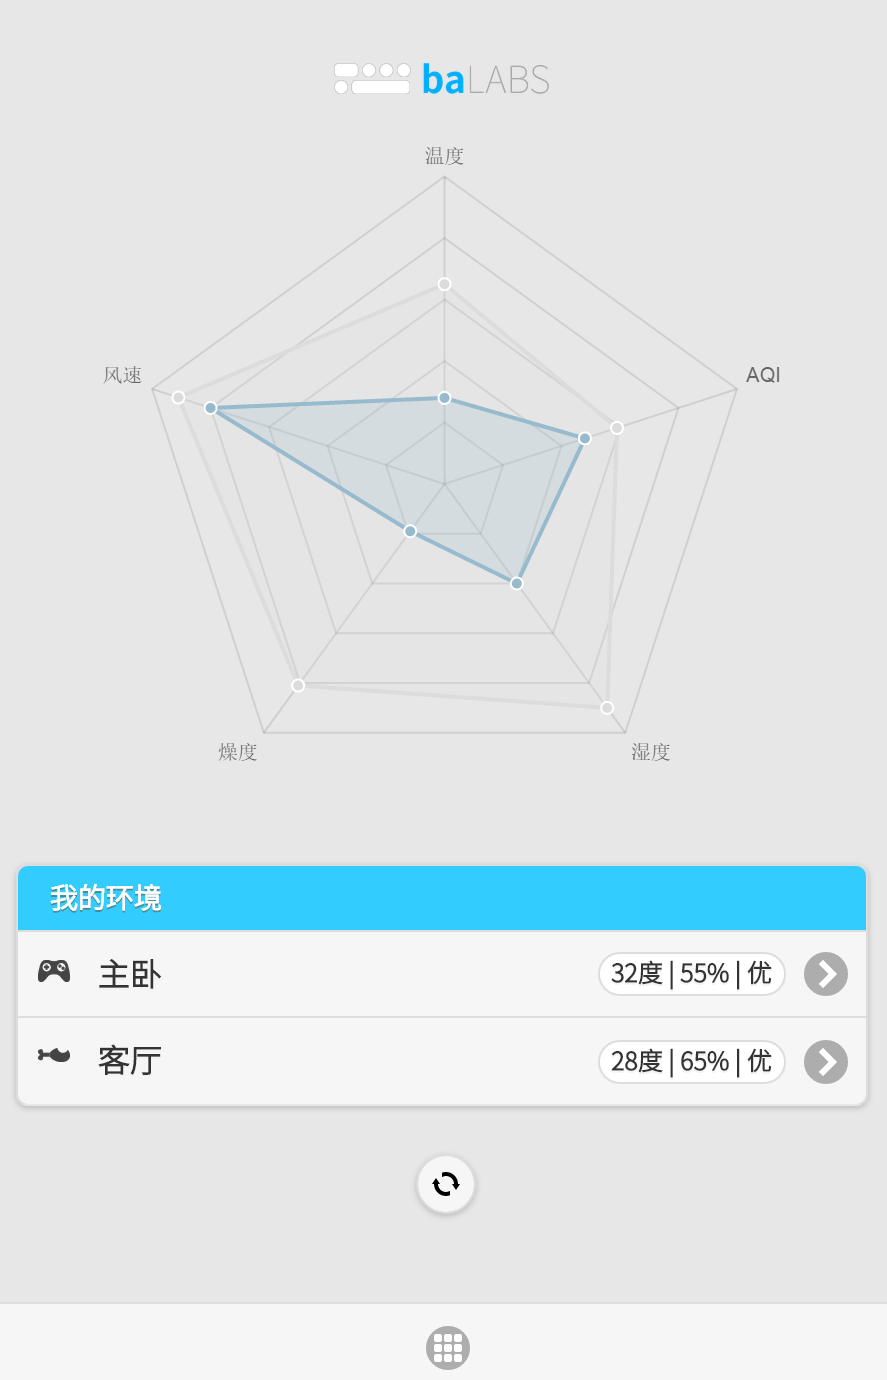 baLABS
温度
风速
AQI
燥度
湿度
我的环境
主卧 32度 | 55% | 优
客厅 28度 | 65% | 优